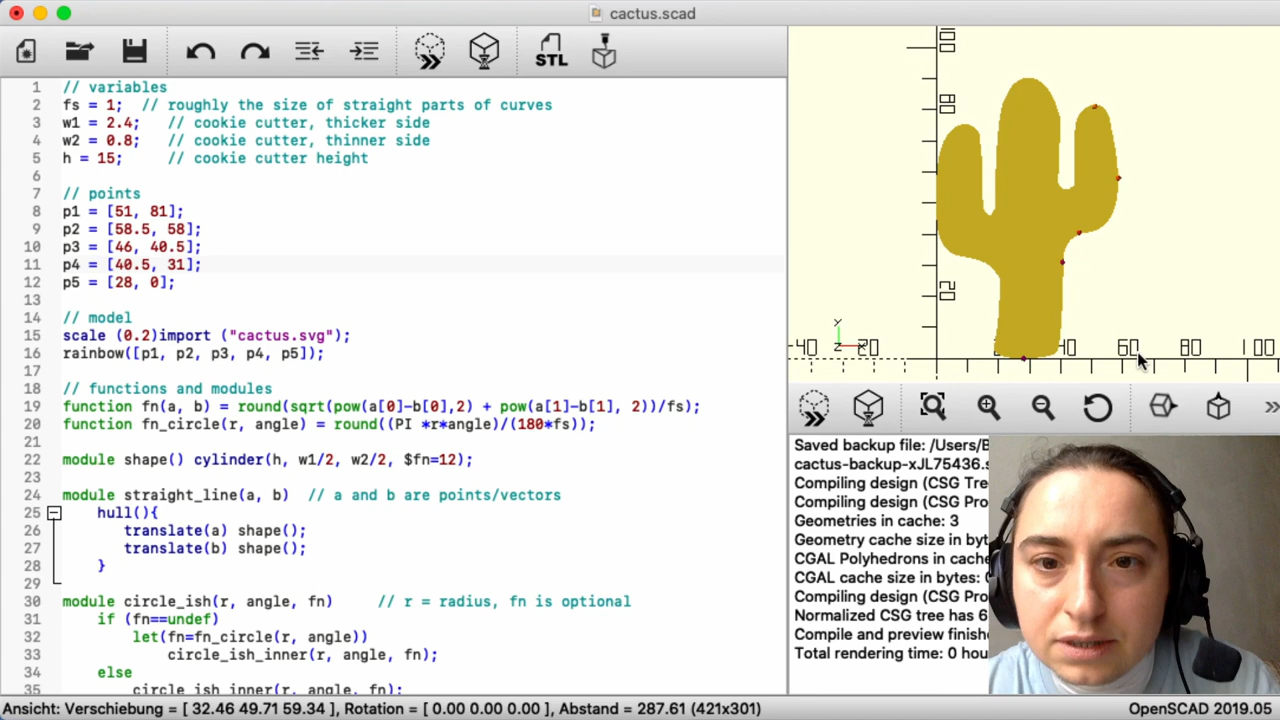 cactus.scad
STL
1 // variables
2 fs = 1; // roughly the size of straight parts of curves
3 w1 = 2.4; // cookie cutter, thicker side
4 w2 = 0.8; // cookie cutter, thinner side
5 h = 15; // cookie cutter height
6
7 // points
8 p1 = [51, 81];
9 p2 = [58.5, 58];
10 p3 = [46, 40.5];
11 p4 = [40.5, 31];
12 p5 = [28, 0];
13
14 // model
15 scale (0.2)import ("cactus.svg");
16 rainbow([p1, p2, p3, p4, p5]);
17
18 // functions and modules
19 function fn(a, b) = round(sqrt(pow(a[0]-b[0],2) + pow(a[1]-b[1], 2))/fs);
20 function fn_circle(r, angle) = round((PI *r*angle)/(180*fs));
21
22 module shape() cylinder(h, w1/2, w2/2, $fn=12);
23
24 module straight_line(a, b) // a and b are points/vectors
25 hull(){
26 translate(a) shape();
27 translate(b) shape();
28 }
29
30 module circle_ish(r, angle, fn) // r = radius, fn is optional
31 if (fn==undef)
32 let(fn=fn_circle(r, angle))
33 circle_ish_inner(r, angle, fn);
34 else
35 circle_ish_inner(r, angle, fn);
100
80
20
Y
Z X
-40 20 40 60 80 100
Saved backup file: /Users/B
cactus-backup-xJL75436.s
Compiling design (CSG Tre
Compiling design (CSG Pro
Geometries in cache: 3
Geometry cache size in byt
CGAL Polyhedrons in cache
CGAL cache size in bytes:
Compiling design (CSG Pro
Normalized CSG tree has 6
Compile and preview finishe
Total rendering time: 0 hou
Ansicht: Verschiebung = [ 32.46 49.71 59.34 ], Rotation = [ 0.00 0.00 0.00 ], Abstand = 287.61 (421x301)
OpenSCAD 2019.05